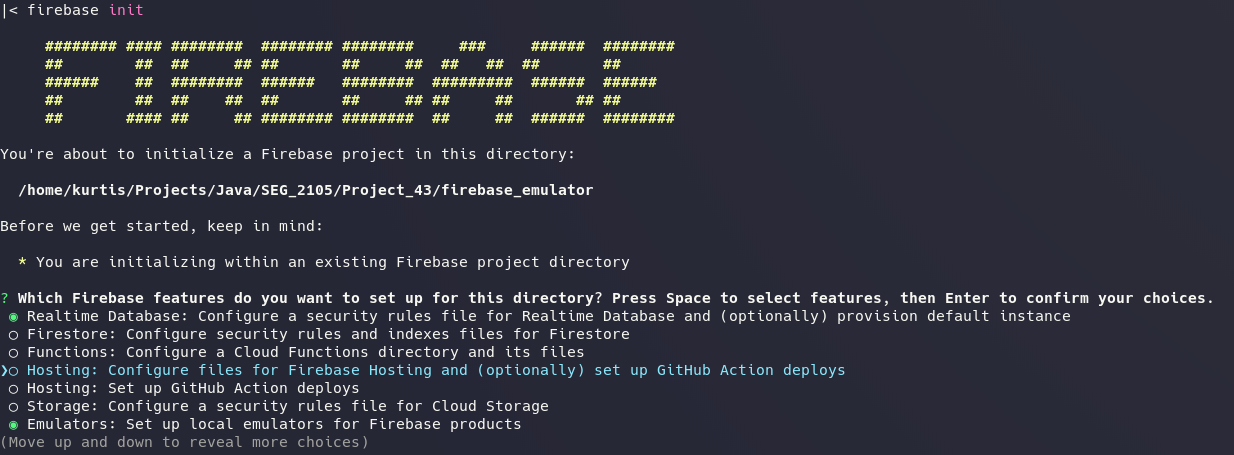 |< firebase init
######## #### ########  ######## ########     ###     ######  ########
##        ##  ##     ## ##       ##     ##  ##   ##  ##       ##
######    ##  ########  ######   ########  #########  ######  ######
##        ##  ##    ##  ##       ##     ## ##     ##       ## ##
##       #### ##     ## ######## ########  ##     ##  ######  ########
You're about to initialize a Firebase project in this directory:
/home/kurtis/Projects/Java/SEG_2105/Project_43/firebase_emulator
Before we get started, keep in mind:
* You are initializing within an existing Firebase project directory
? Which Firebase features do you want to set up for this directory? Press Space to select features, then Enter to confirm your choices.
◉ Realtime Database: Configure a security rules file for Realtime Database and (optionally) provision default instance
◯ Firestore: Configure security rules and indexes files for Firestore
◯ Functions: Configure a Cloud Functions directory and its files
❯◯ Hosting: Configure files for Firebase Hosting and (optionally) set up GitHub Action deploys
◯ Hosting: Set up GitHub Action deploys
◯ Storage: Configure a security rules file for Cloud Storage
◉ Emulators: Set up local emulators for Firebase products
(Move up and down to reveal more choices)